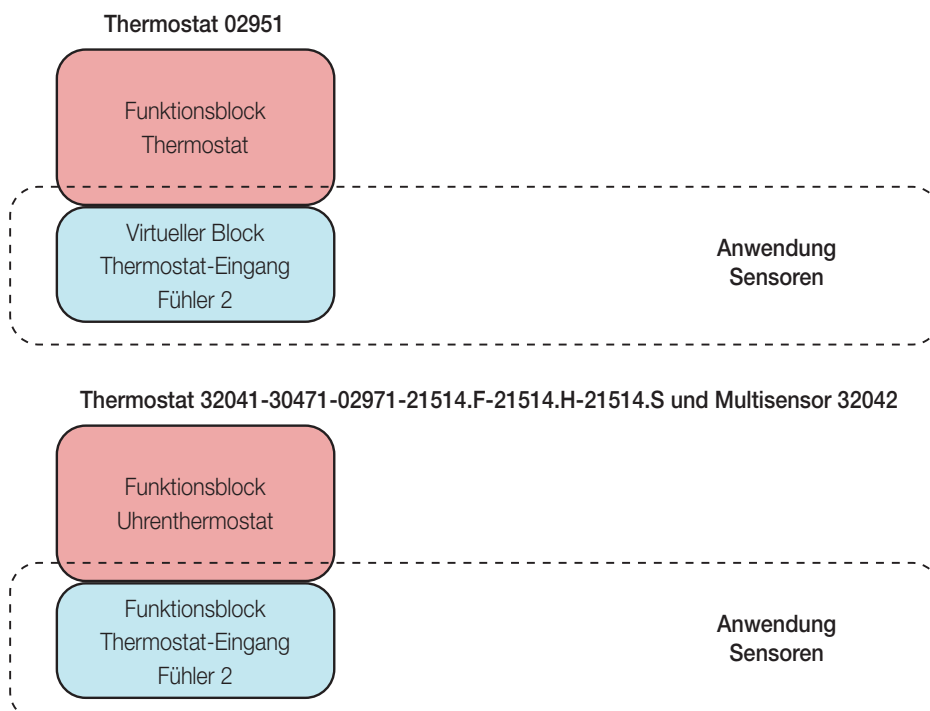 Thermostat 02951
Funktionsblock
Thermostat
Virtueller Block
Thermostat-Eingang
Fühler 2
Anwendung
Sensoren
Thermostat 32041-30471-02971-21514.F-21514.H-21514.S und Multisensor 32042
Funktionsblock
Uhrenthermostat
Funktionsblock
Thermostat-Eingang
Fühler 2
Anwendung
Sensoren